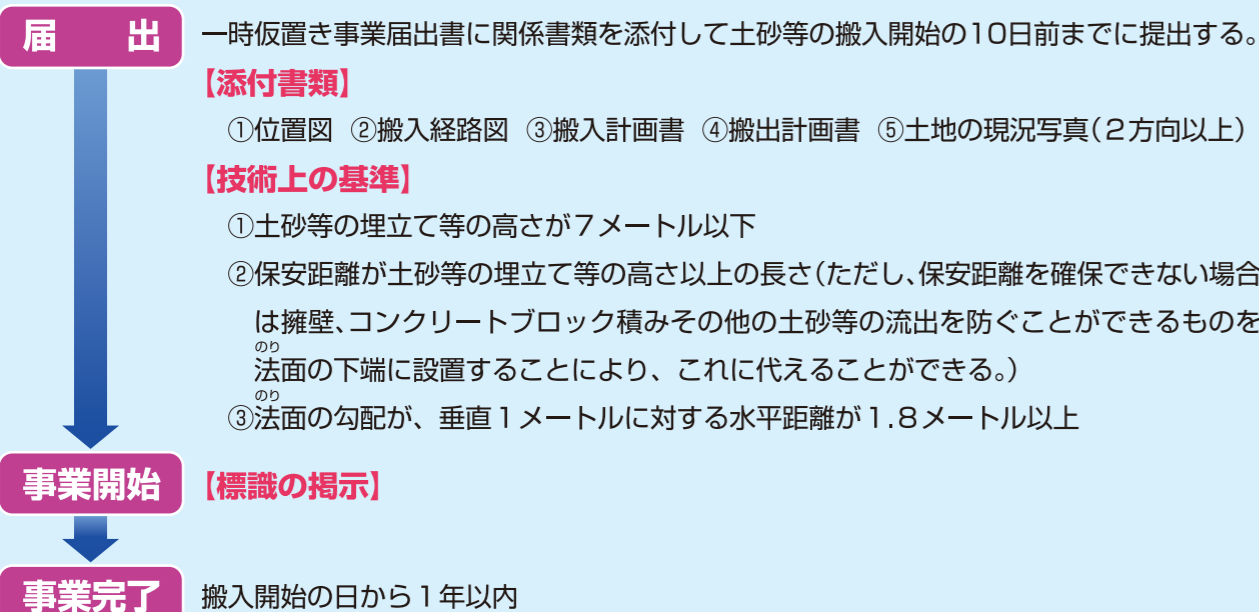 届 出
一時仮置き事業届出書に関係書類を添付して土砂等の搬入開始の10日前までに提出する。
【添付書類】
①位置図 ②搬入経路図 ③搬入計画書 ④搬出計画書 ⑤土地の現況写真(２方向以上)
【技術上の基準】
①土砂等の埋立て等の高さが７メートル以下
②保安距離が土砂等の埋立て等の高さ以上の長さ(ただし、保安距離を確保できない場合
は擁壁、コンクリートブロック積みその他の土砂等の流出を防ぐことができるものを
のり
法面の下端に設置することにより、これに代えることができる。)
のり
③法面の勾配が、垂直１メートルに対する水平距離が１.８メートル以上
事業開始
【標識の掲示】
事業完了
搬入開始の日から１年以内